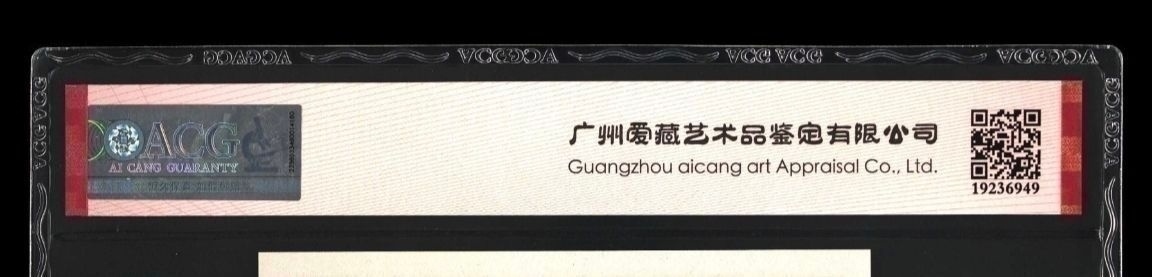 ACG
AI CANG GUARANTY
广州爱藏艺术品鉴定有限公司
Guangzhou aicang art Appraisal Co., Ltd.
19236949